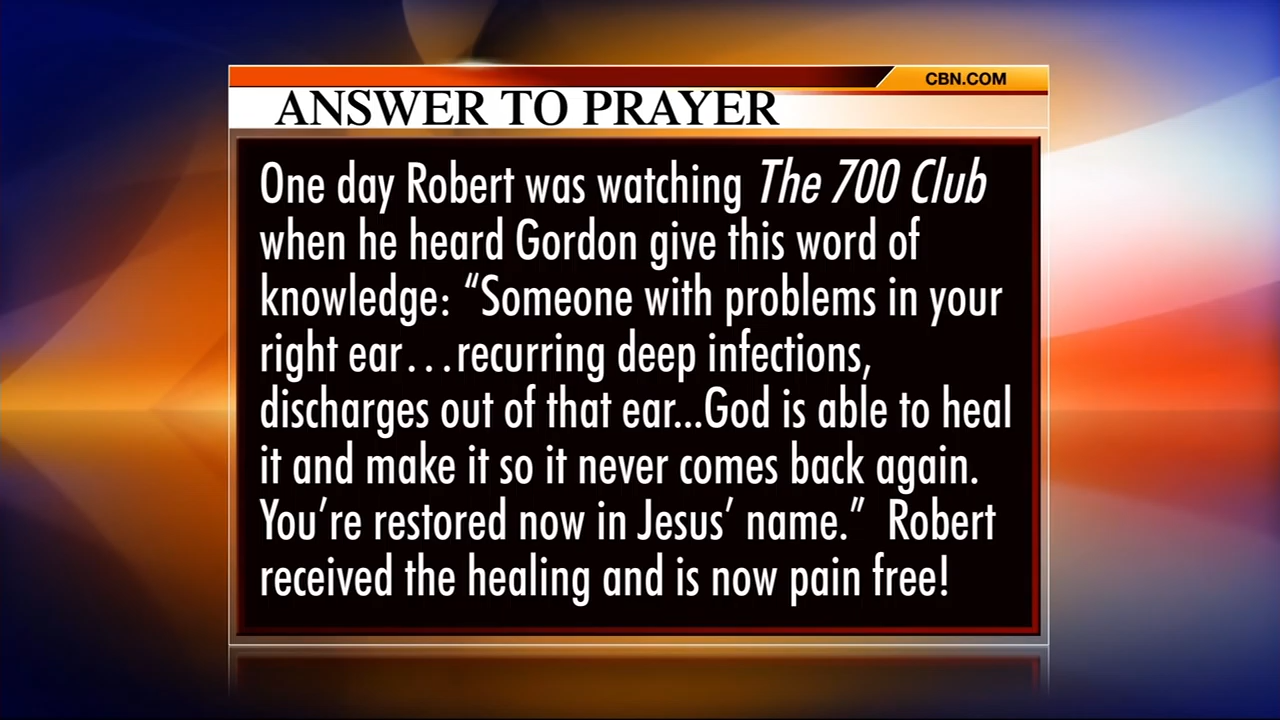 CBN.COM
ANSWER TO PRAYER
One day Robert was watching The 700 Club
when he heard Gordon give this word of
knowledge: “Someone with problems in your
right ear...recurring deep infections,
discharges out of that ear...God is able to heal
it and make it so it never comes back again.
You’re restored now in Jesus’ name.”  Robert
received the healing and is now pain free!